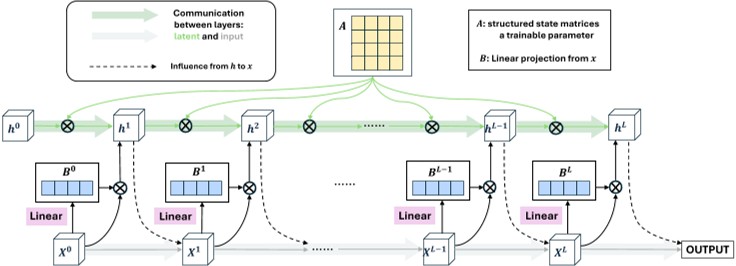 Communication
between layers:
latent and input
Influence from h to x
A
A: structured state matrices
a trainable parameter
B: Linear projection from x
h⁰
h¹
h²
......
hᴸ⁻¹
hᴸ
B⁰
B¹
......
Bᴸ⁻¹
Bᴸ
Linear
Linear
Linear
Linear
X⁰
X¹
......
Xᴸ⁻¹
Xᴸ
OUTPUT